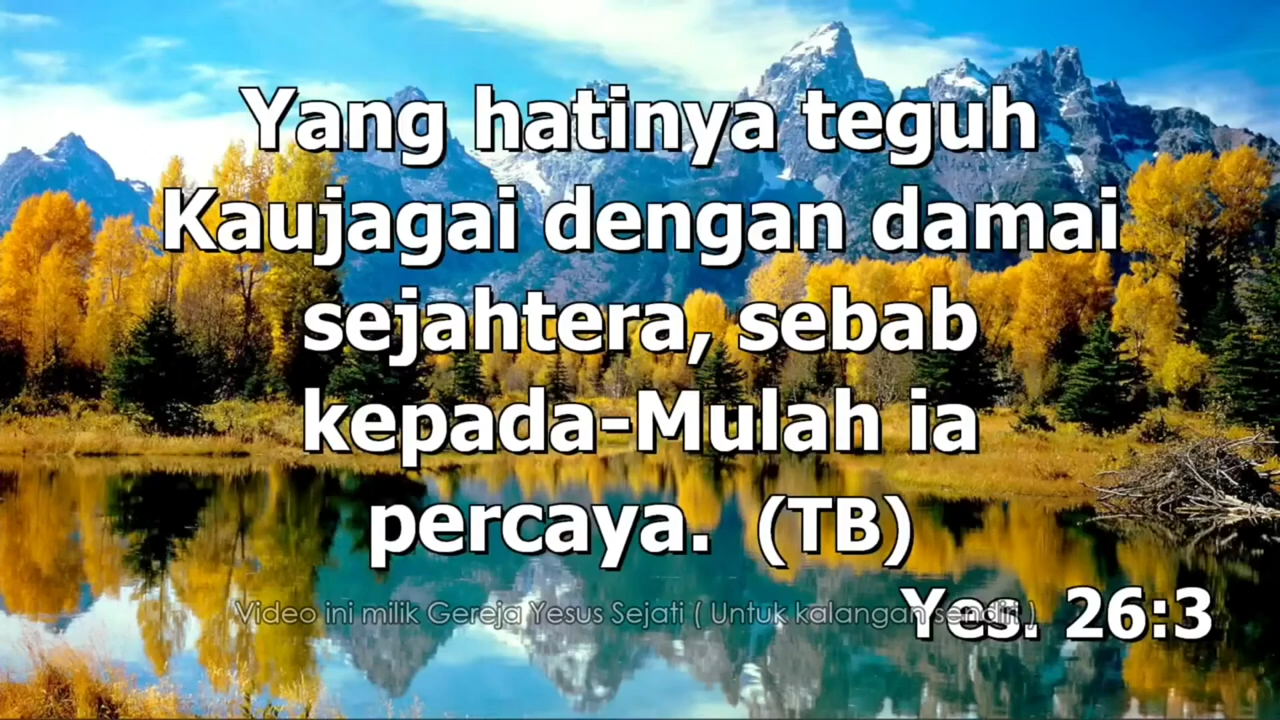 Yang hatinya teguh
Kaujagai dengan damai
sejahtera, sebab
kepada-Mulah ia
percaya. (TB)
Yes. 26:3
Video ini milik Gereja Yesus Sejati ( Untuk kalangan sendiri )